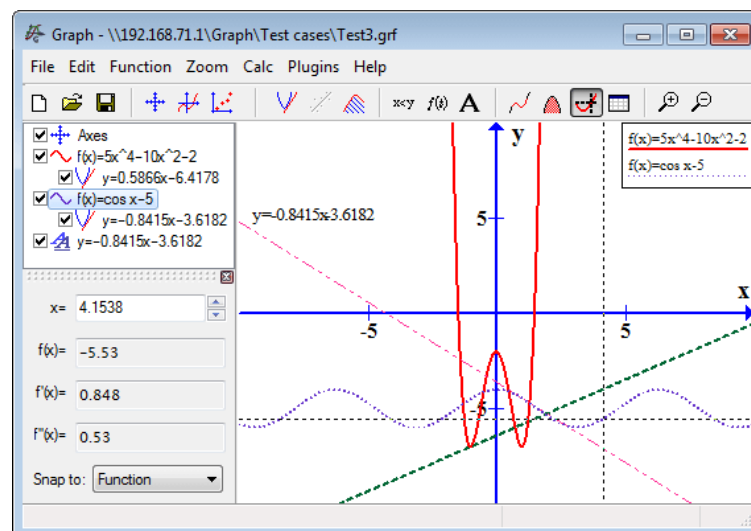 Graph - \\192.168.71.1\Graph\Test cases\Test3.grf
File Edit Function Zoom Calc Plugins Help
x<y f(x) A
Axes
f(x)=5x^4-10x^2-2
y=0.5866x-6.4178
f(x)=cos x-5
y=-0.8415x-3.6182
y=-0.8415x-3.6182
x= 4.1538
f(x)= -5.53
f'(x)= 0.848
f''(x)= 0.53
Snap to: Function
y
f(x)=5x^4-10x^2-2
f(x)=cos x-5
y=-0.8415x-3.6182
5
x
-5 5
-5